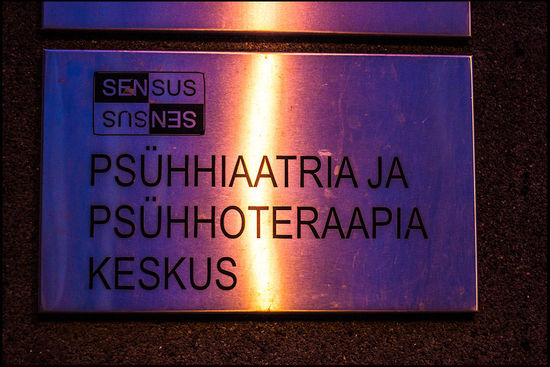 SENSUS
SENSUS
PSÜHHIAATRIA JA
PSÜHHOTERAAPIA
KESKUS